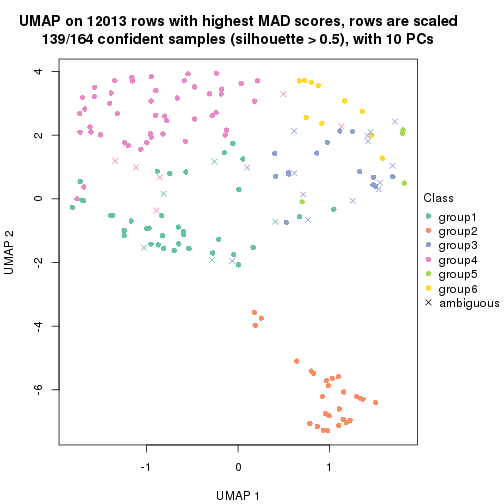 UMAP on 12013 rows with highest MAD scores, rows are scaled
139/164 confident samples (silhouette > 0.5), with 10 PCs
4
2
0
-2
-4
-6
UMAP 2
-1
0
1
UMAP 1
Class
group1
group2
group3
group4
group5
group6
ambiguous